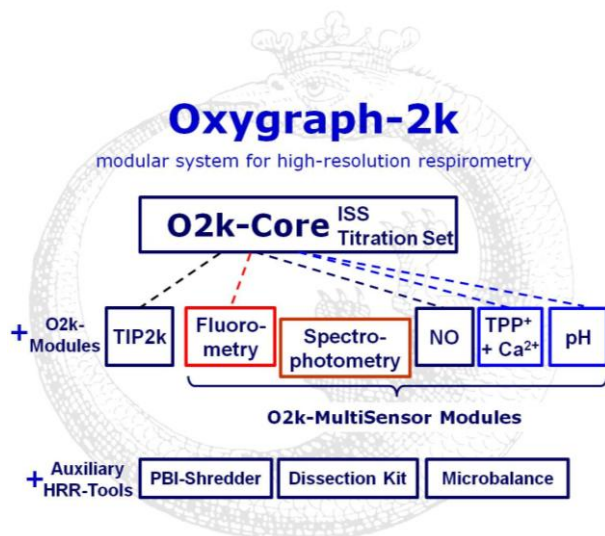 Oxygraph-2k
modular system for high-resolution respirometry
O2k-Core ISS
Titration Set
+ O2k-
Modules
TIP2k
Fluoro-
metry
Spectro-
photometry
NO
TPP⁺
+ Ca²⁺
pH
O2k-MultiSensor Modules
+ Auxiliary
HRR-Tools
PBI-Shredder
Dissection Kit
Microbalance